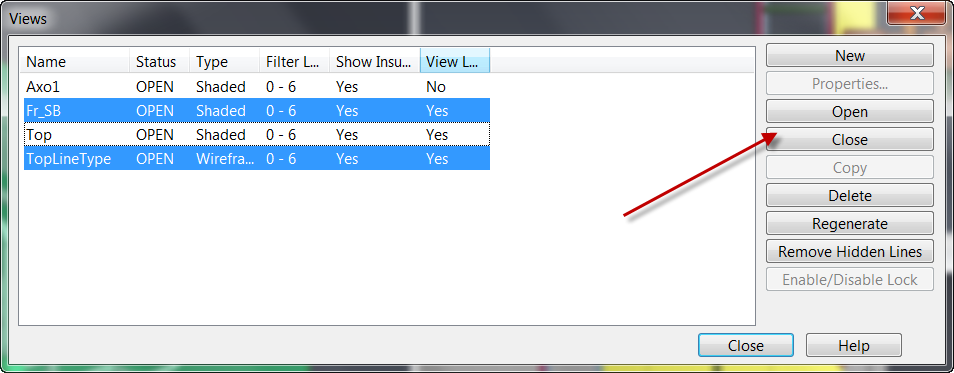 Views
Name Status Type Filter L... Show Insu... View L...
Axo1 OPEN Shaded 0 - 6 Yes No
Fr_SB OPEN Shaded 0 - 6 Yes Yes
Top OPEN Shaded 0 - 6 Yes Yes
TopLineType OPEN Wirefra... 0 - 6 Yes Yes
New
Properties...
Open
Close
Copy
Delete
Regenerate
Remove Hidden Lines
Enable/Disable Lock
Close Help